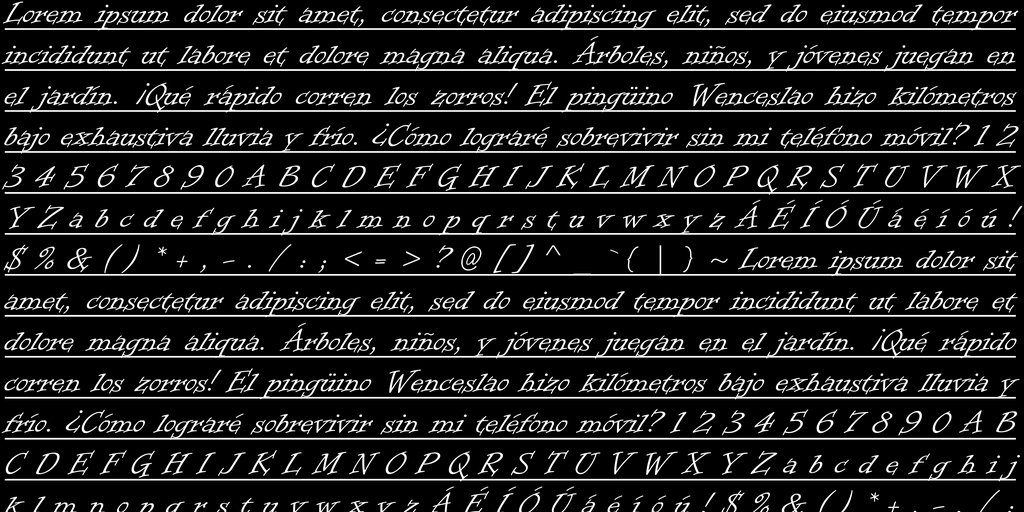 Lorem ipsum dolor sit amet, consectetur adipiscing elit, sed do eiusmod tempor
incididunt ut labore et dolore magna aliqua. Árboles, niños, y jóvenes juegan en
el jardín. ¡Qué rápido corren los zorros! El pingüino Wenceslao hizo kilómetros
bajo exhaustiva lluvia y frío. ¿Cómo lograré sobrevivir sin mi teléfono móvil? 1 2
3 4 5 6 7 8 9 0 A B C D E F G H I J K L M N O P Q R S T U V W X
Y Z a b c d e f g h i j k l m n o p q r s t u v w x y z Á É Í Ó Ú á é í ó ú !
$ % & ( ) * + , - . / : ; < = > ? @ [ ] ^ _ ` { | } ~ Lorem ipsum dolor sit
amet, consectetur adipiscing elit, sed do eiusmod tempor incididunt ut labore et
dolore magna aliqua. Árboles, niños, y jóvenes juegan en el jardín. ¡Qué rápido
corren los zorros! El pingüino Wenceslao hizo kilómetros bajo exhaustiva lluvia y
frío. ¿Cómo lograré sobrevivir sin mi teléfono móvil? 1 2 3 4 5 6 7 8 9 0 A B
C D E F G H I J K L M N O P Q R S T U V W X Y Z a b c d e f g h i j
k l m n o p q r s t u v w x y z Á É Í Ó Ú á é í ó ú ! $ % & ( ) * + , - . / :